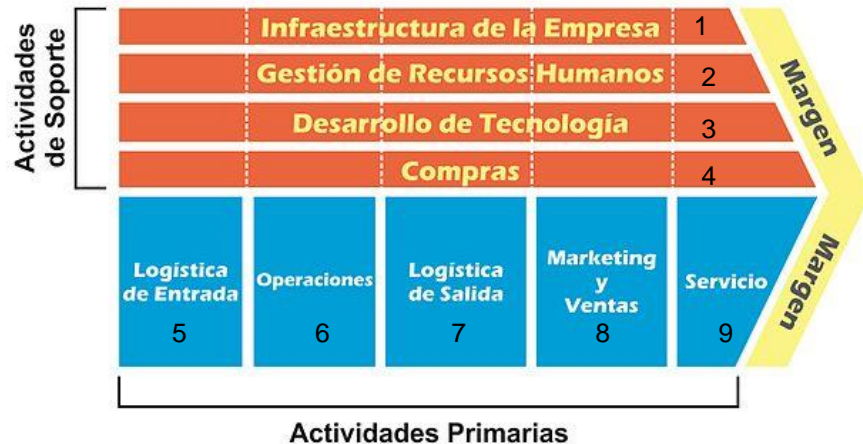 Actividades
de Soporte
Infraestructura de la Empresa 1
Gestión de Recursos Humanos 2
Desarrollo de Tecnología 3
Compras 4
Margen
Logística
de Entrada
5
Operaciones
6
Logística
de Salida
7
Marketing
y
Ventas
8
Servicio
9
Margen
Actividades Primarias